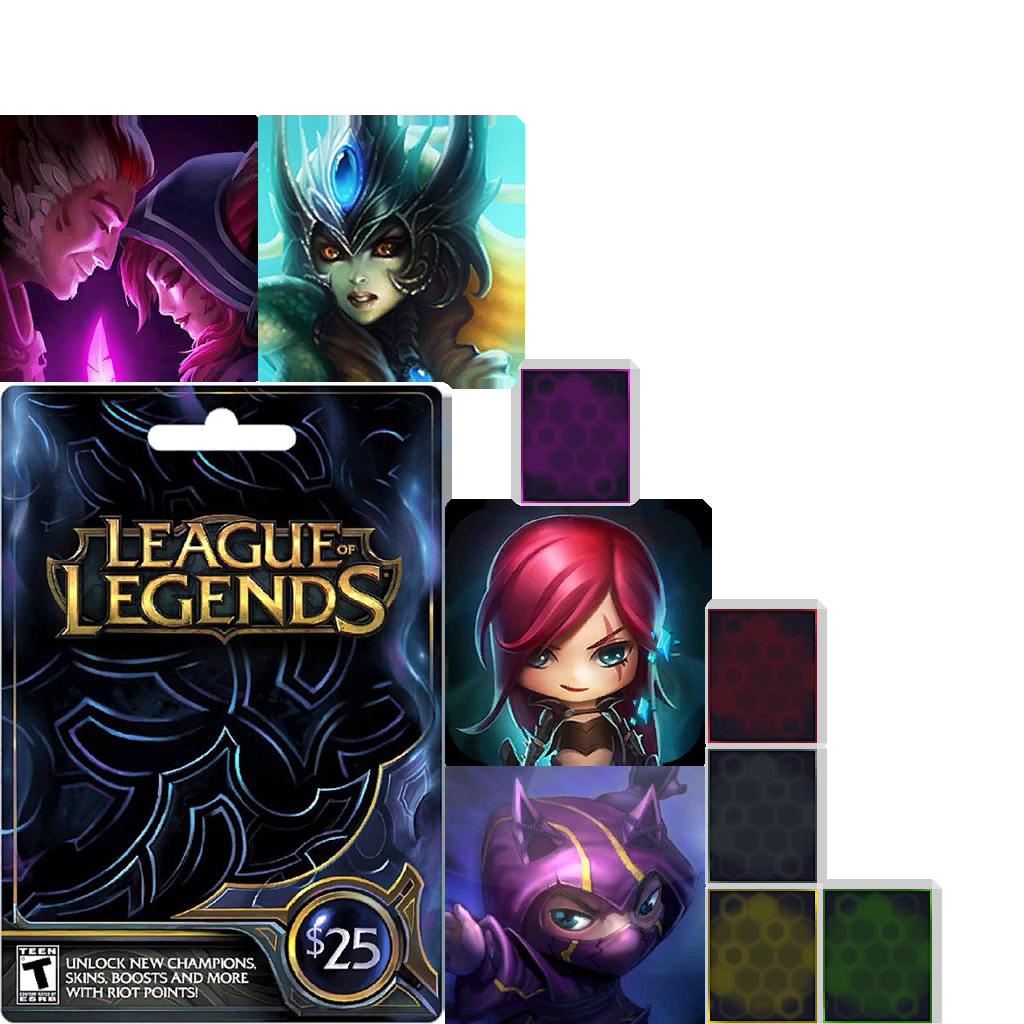 LEAGUE OF
LEGENDS
$25
TEEN
T
CONTENT RATED BY
ESRB
UNLOCK NEW CHAMPIONS,
SKINS, BOOSTS AND MORE
WITH RIOT POINTS!